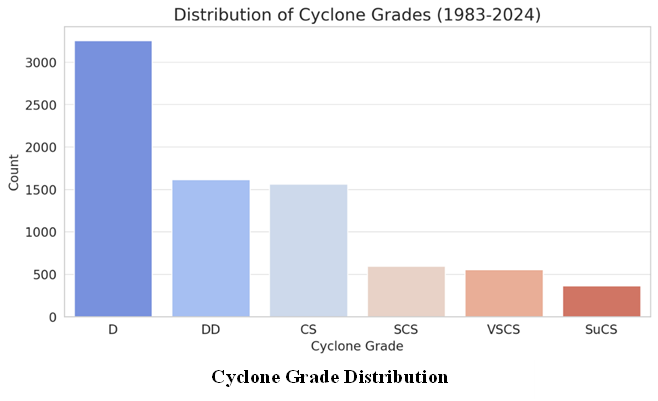 Distribution of Cyclone Grades (1983-2024)
3000
2500
2000
1500
1000
500
0
Count
D DD CS SCS VSCS SuCS
Cyclone Grade
Cyclone Grade Distribution